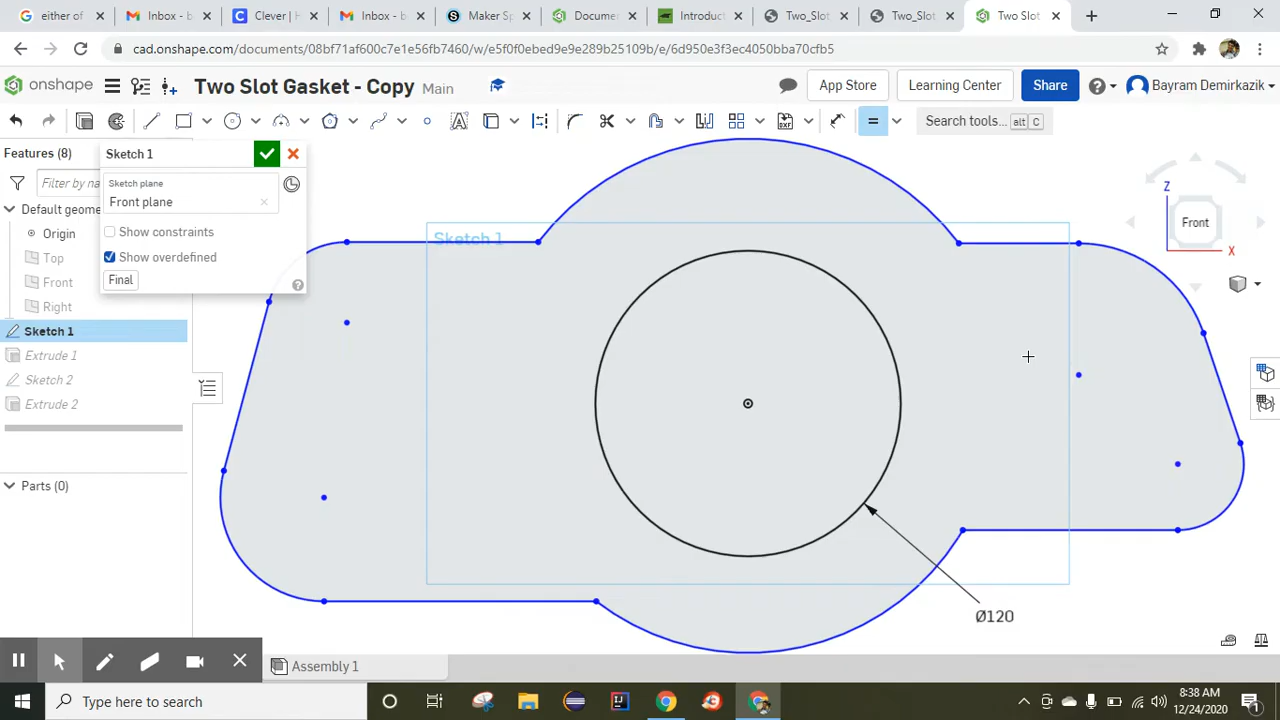 either of
Inbox - b
Clever | H
Inbox
Maker Sp
Docume
Introduct
Two_Slot
Two_Slot
Two Slot
cad.onshape.com/documents/08bf71af600c7e1e56fb7460/w/e5f0f0ebed9e9e289b25109b/e/6d950e3f3ec4050bba70cfb5
onshape
Two Slot Gasket - Copy Main
App Store
Learning Center
Share
Bayram Demirkazik
Search tools... alt C
Features (8)
Filter by na
Default geome
Origin
Top
Front
Right
Sketch 1
Extrude 1
Sketch 2
Extrude 2
Parts (0)
Sketch 1
Sketch plane
Front plane
Show constraints
Show overdefined
Final
Sketch 1
Ø120
Z
Front
X
Assembly 1
Type here to search
8:38 AM
12/24/2020
1